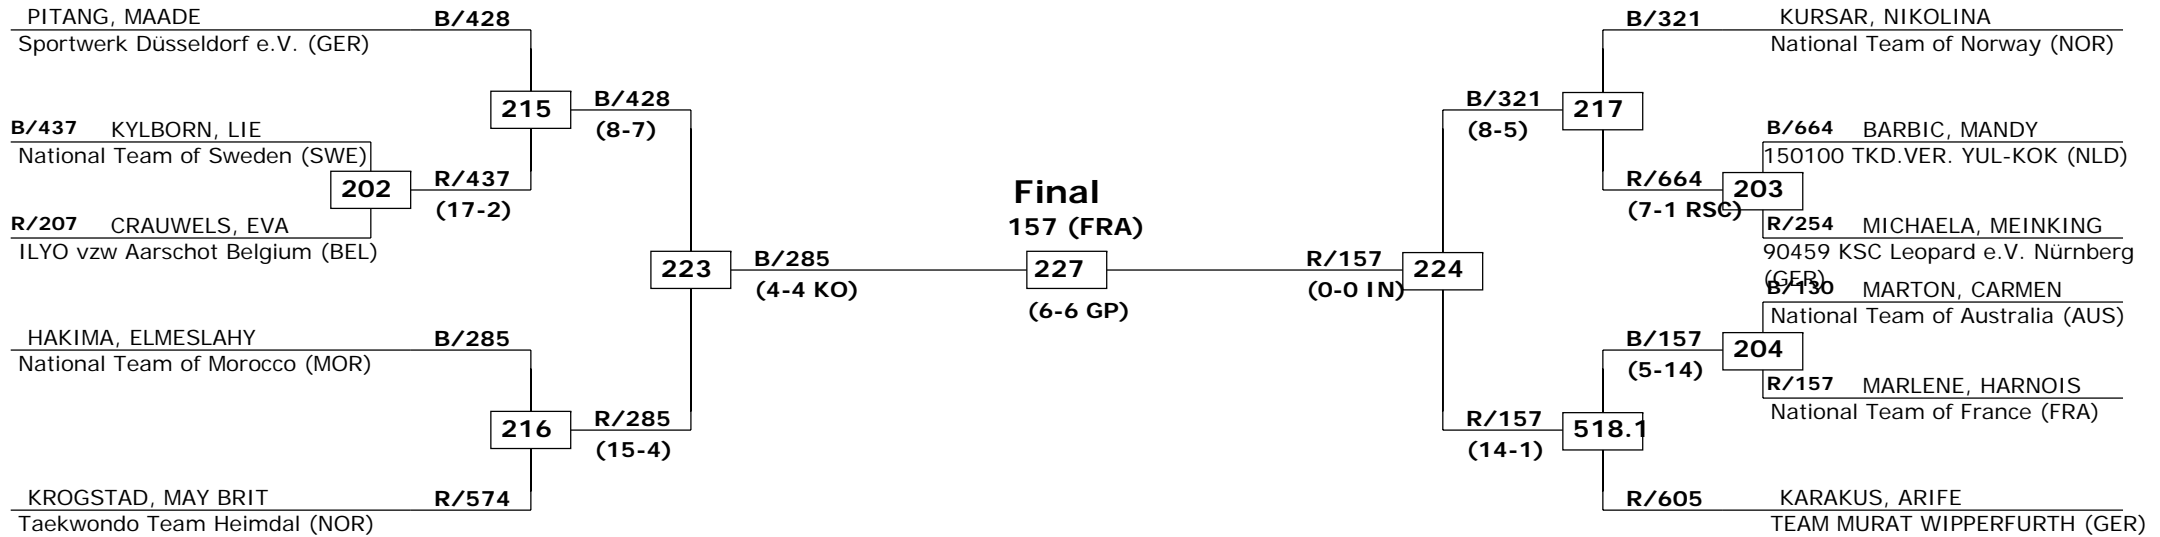 PITANG, MAADE B/428
Sportwerk Düsseldorf e.V. (GER)
215
B/428
(8-7)
B/437 KYLBORN, LIE
National Team of Sweden (SWE)
202
R/437
(17-2)
R/207 CRAUWELS, EVA
ILYO vzw Aarschot Belgium (BEL)
223
B/285
(4-4 KO)
HAKIMA, ELMESLAHY B/285
National Team of Morocco (MOR)
216
R/285
(15-4)
KROGSTAD, MAY BRIT R/574
Taekwondo Team Heimdal (NOR)
Final
157 (FRA)
227
(6-6 GP)
B/321 KURSAR, NIKOLINA
National Team of Norway (NOR)
B/321
(8-5)
217
B/664 BARBIC, MANDY
150100 TKD.VER. YUL-KOK (NLD)
R/664
(7-1 RSC)
203
R/254 MICHAELA, MEINKING
90459 KSC Leopard e.V. Nürnberg
(GER)
R/157
(0-0 IN)
224
B/130 MARTON, CARMEN
National Team of Australia (AUS)
B/157
(5-14)
204
R/157 MARLENE, HARNOIS
National Team of France (FRA)
R/157
(14-1)
518.1
R/605 KARAKUS, ARIFE
TEAM MURAT WIPPERFURTH (GER)